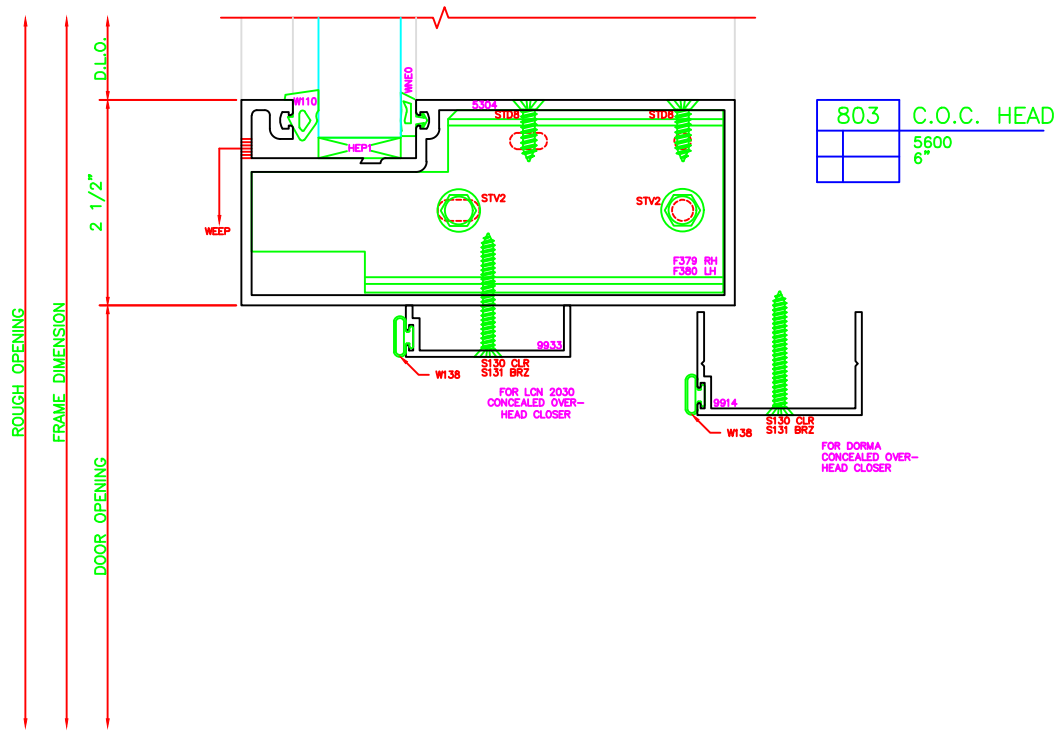 D.L.O.
2 1/2"
ROUGH OPENING
FRAME DIMENSION
DOOR OPENING
WEEP
W110
WNE0
HEP1
5304
STD8
STD8
STV2
STV2
F379 RH
F380 LH
9933
W138
S130 CLR
S131 BRZ
FOR LCN 2030
CONCEALED OVER-
HEAD CLOSER
9914
W138
S130 CLR
S131 BRZ
FOR DORMA
CONCEALED OVER-
HEAD CLOSER
803
C.O.C. HEAD
5600
6"